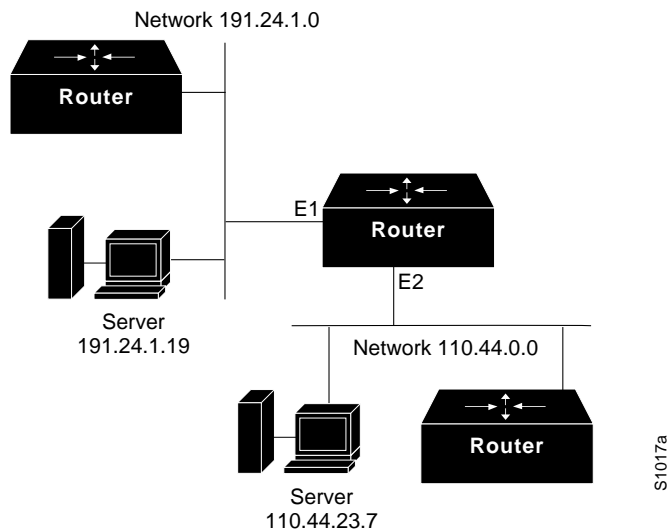 Network 191.24.1.0
Router
E1
Router
E2
Server
191.24.1.19
Network 110.44.0.0
Router
Server
110.44.23.7
S1017a